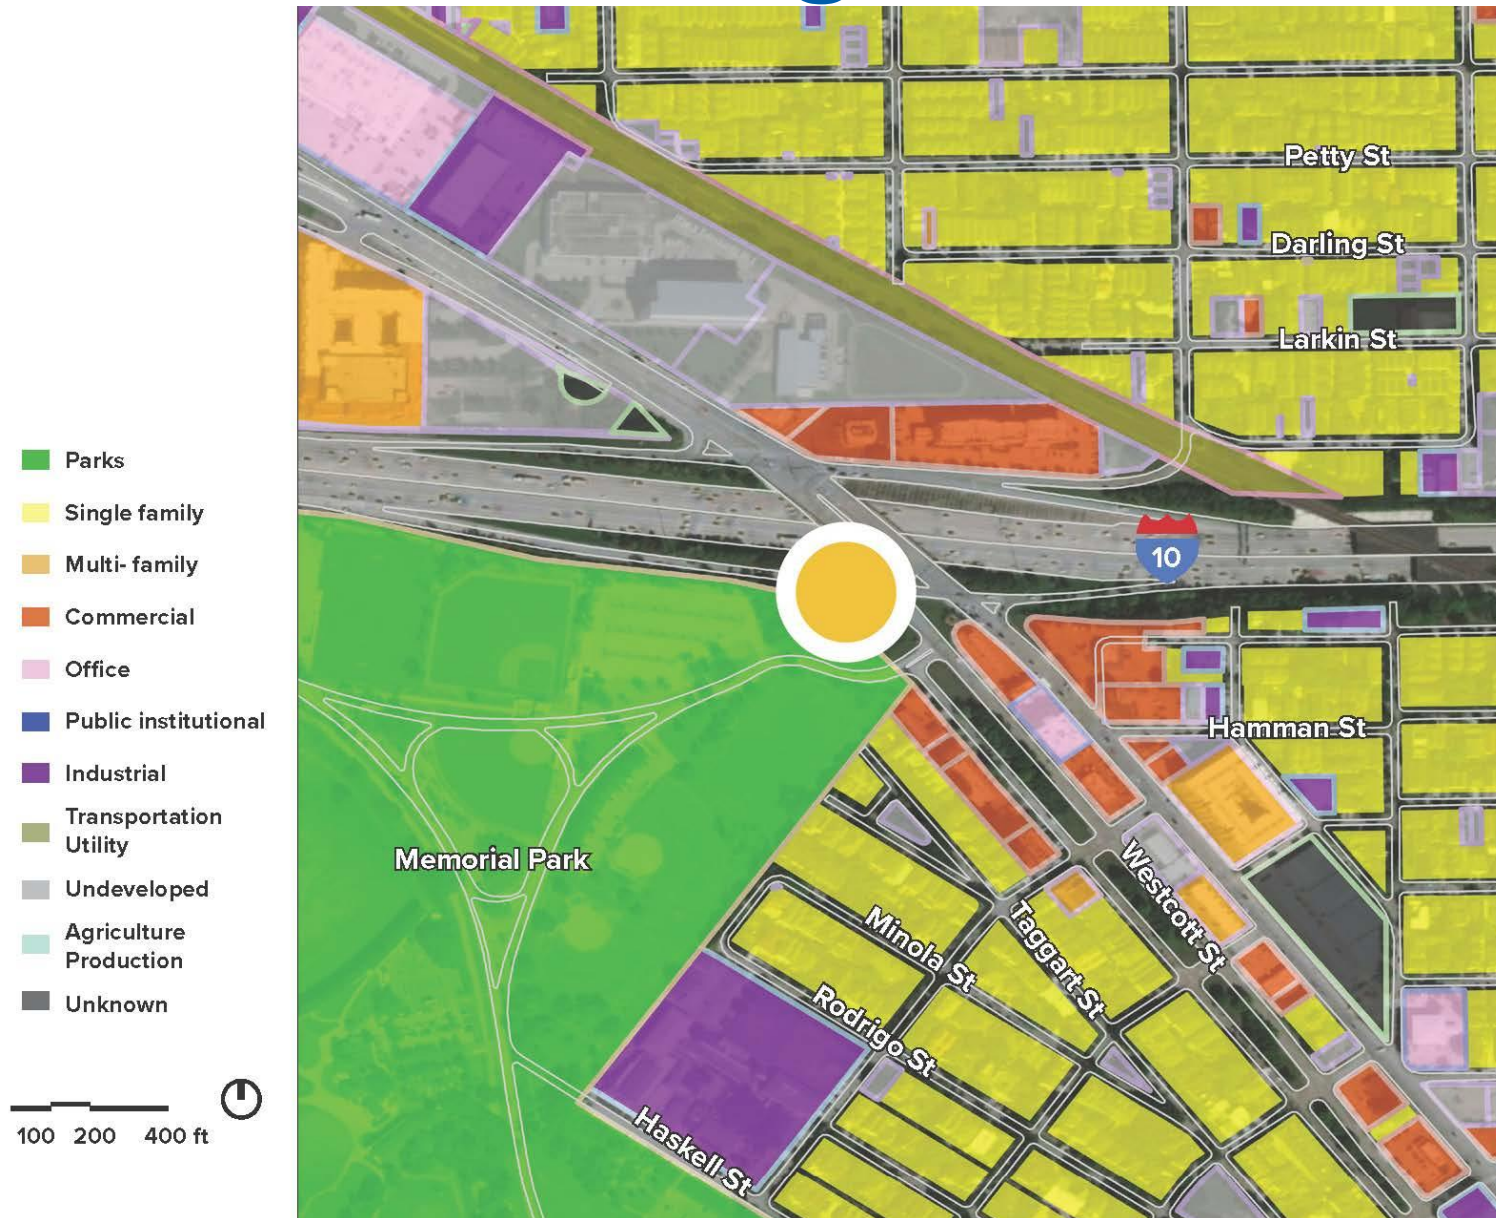 Parks
Single family
Multi- family
Commercial
Office
Public institutional
Industrial
Transportation
Utility
Undeveloped
Agriculture
Production
Unknown
100 200 400 ft
Petty St
Darling St
Larkin St
10
Hamman St
Memorial Park
Westcott St
Taggart St
Minola St
Rodrigo St
Haskell St